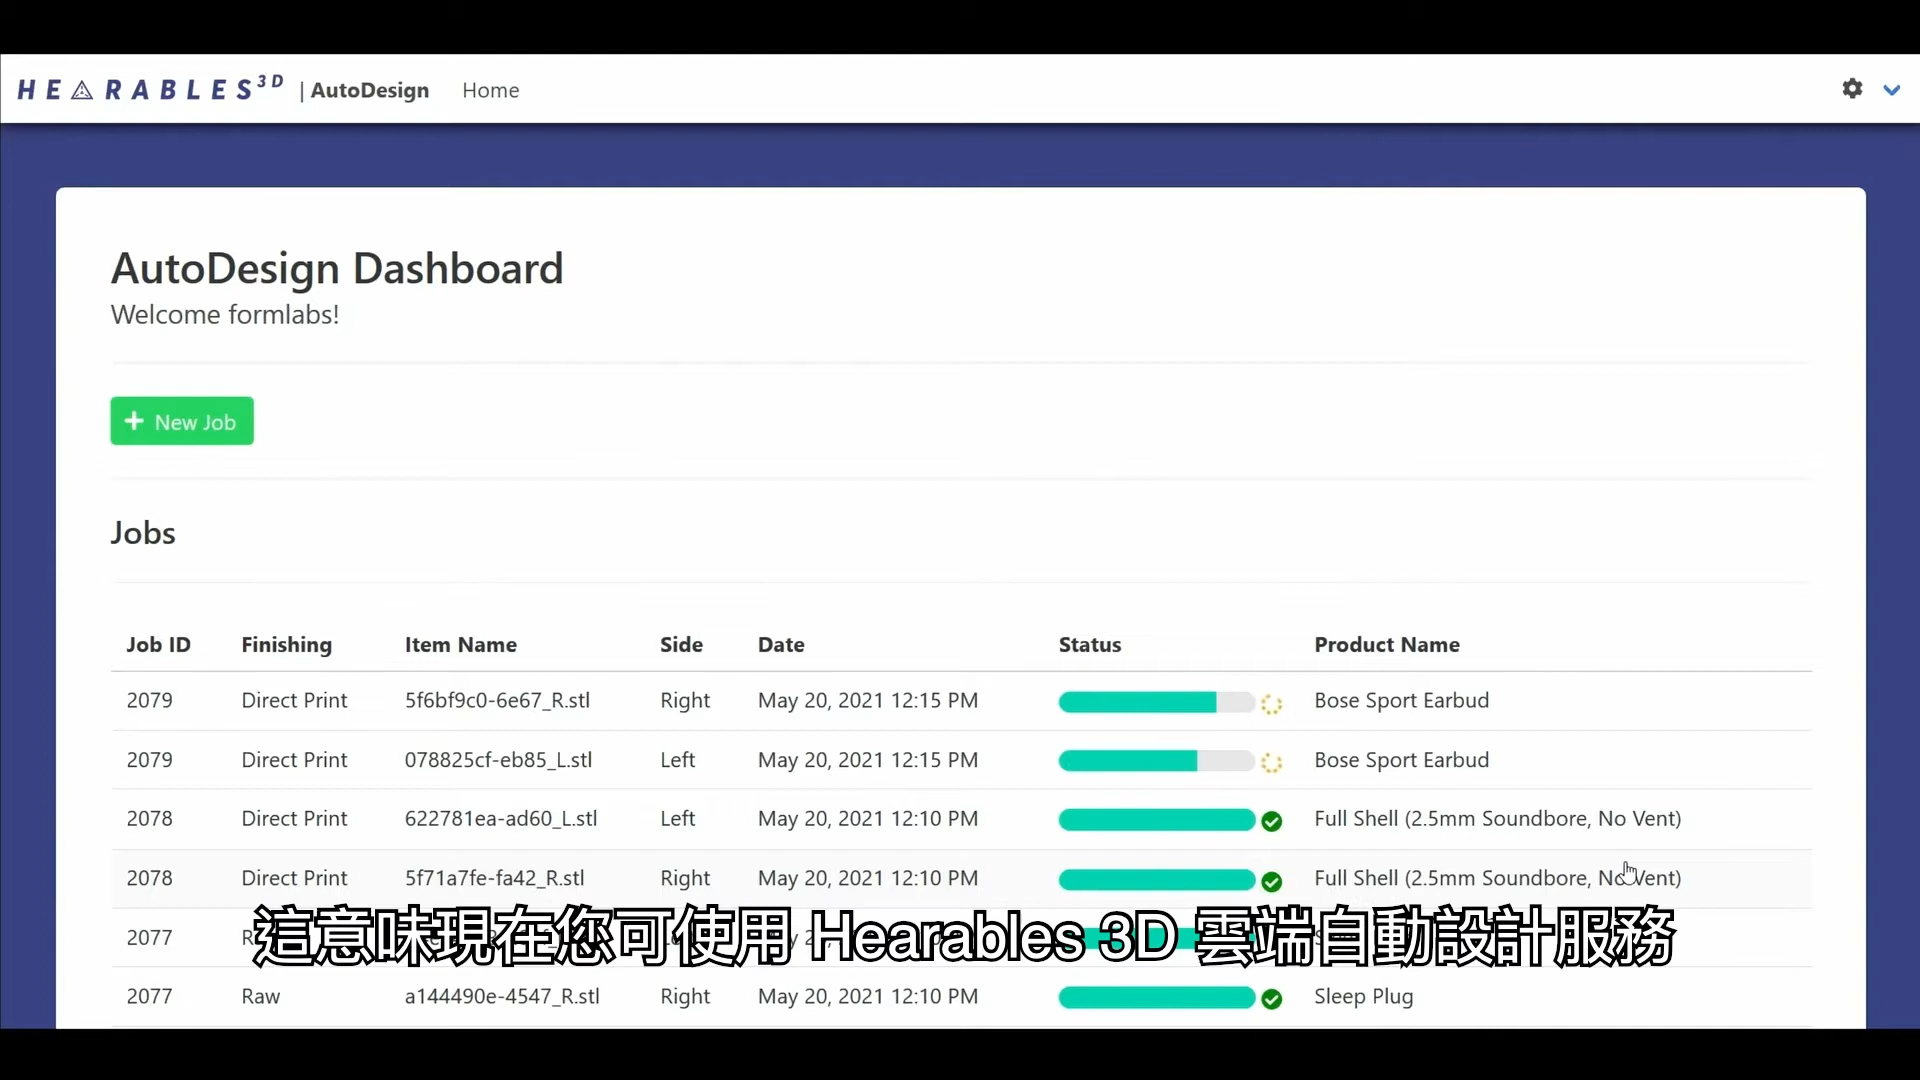 HEARABLES3D | AutoDesign Home
AutoDesign Dashboard
Welcome formlabs!
+ New Job
Jobs
Job ID Finishing Item Name Side Date Status Product Name
2079 Direct Print 5f6bf9c0-6e67_R.stl Right May 20, 2021 12:15 PM Bose Sport Earbud
2079 Direct Print 078825cf-eb85_L.stl Left May 20, 2021 12:15 PM Bose Sport Earbud
2078 Direct Print 622781ea-ad60_L.stl Left May 20, 2021 12:10 PM Full Shell (2.5mm Soundbore, No Vent)
2078 Direct Print 5f71a7fe-fa42_R.stl Right May 20, 2021 12:10 PM Full Shell (2.5mm Soundbore, No Vent)
2077
這意味現在您可使用 Hearables 3D 雲端自動設計服務
2077 Raw a144490e-4547_R.stl Right May 20, 2021 12:10 PM Sleep Plug